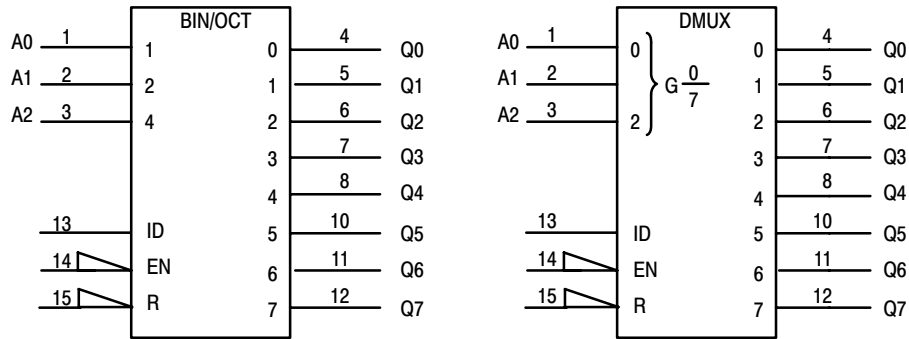 BIN/OCT
A0 1 1 0 4 Q0
A1 2 2 1 5 Q1
A2 3 4 2 6 Q2
3 7 Q3
4 8 Q4
13 ID 5 10 Q5
14 EN 6 11 Q6
15 R 7 12 Q7
DMUX
A0 1 0 0 4 Q0
A1 2 G 0/7 1 5 Q1
A2 3 2 2 6 Q2
3 7 Q3
4 8 Q4
13 ID 5 10 Q5
14 EN 6 11 Q6
15 R 7 12 Q7